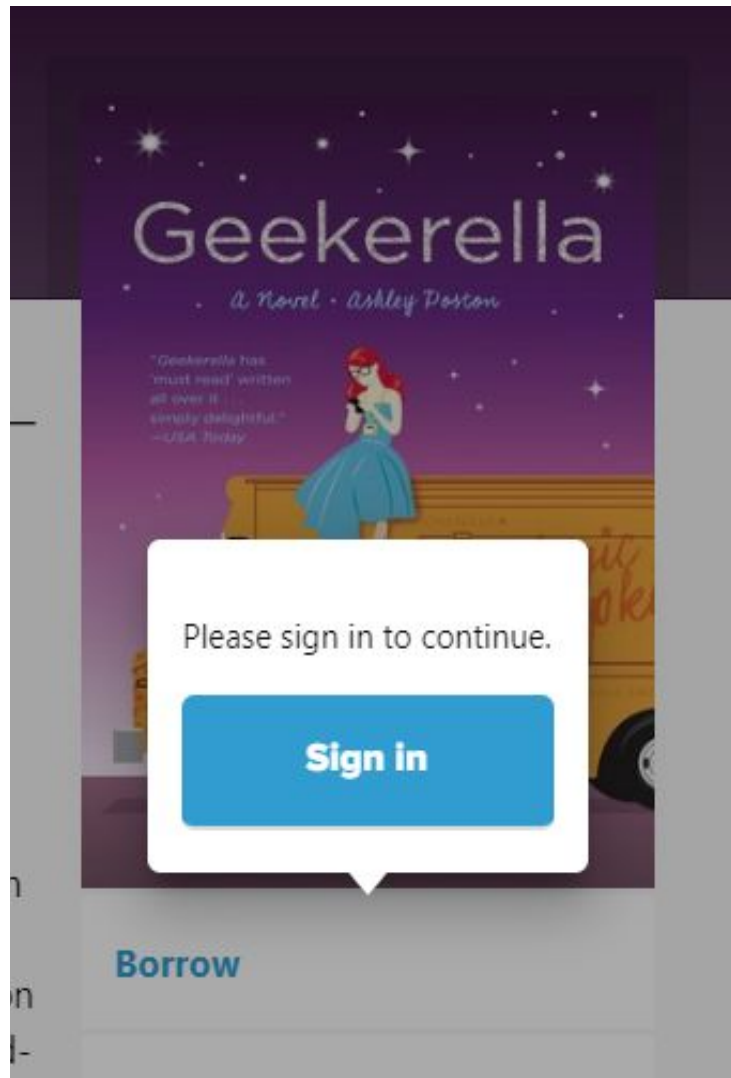 Geekerella
a Novel • Ashley Poston
"Geekerella has
'must read' written
all over it . . .
simply delightful."
—USA Today
Please sign in to continue.
Sign in
Borrow